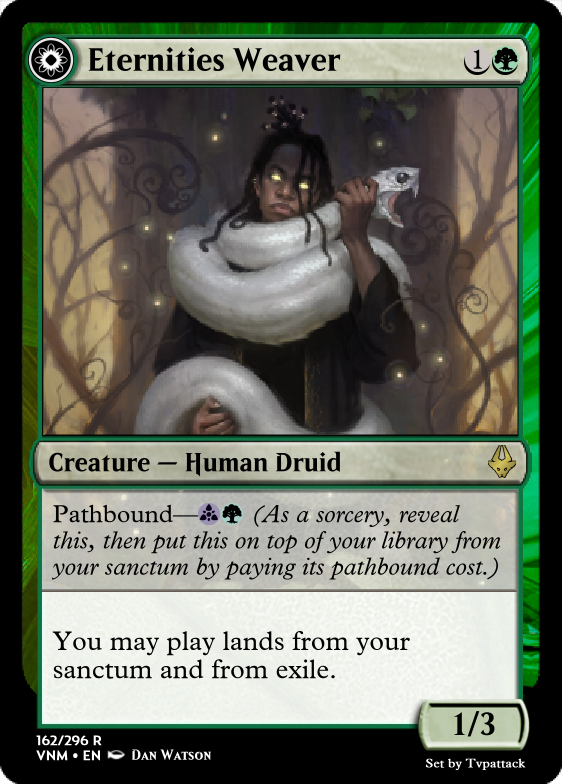 Eternities Weaver 1
Creature — Human Druid
Pathbound— (As a sorcery, reveal
this, then put this on top of your library from
your sanctum by paying its pathbound cost.)
You may play lands from your
sanctum and from exile.
1/3
162/296 R
VNM • EN Dan Watson
Set by Tvpattack